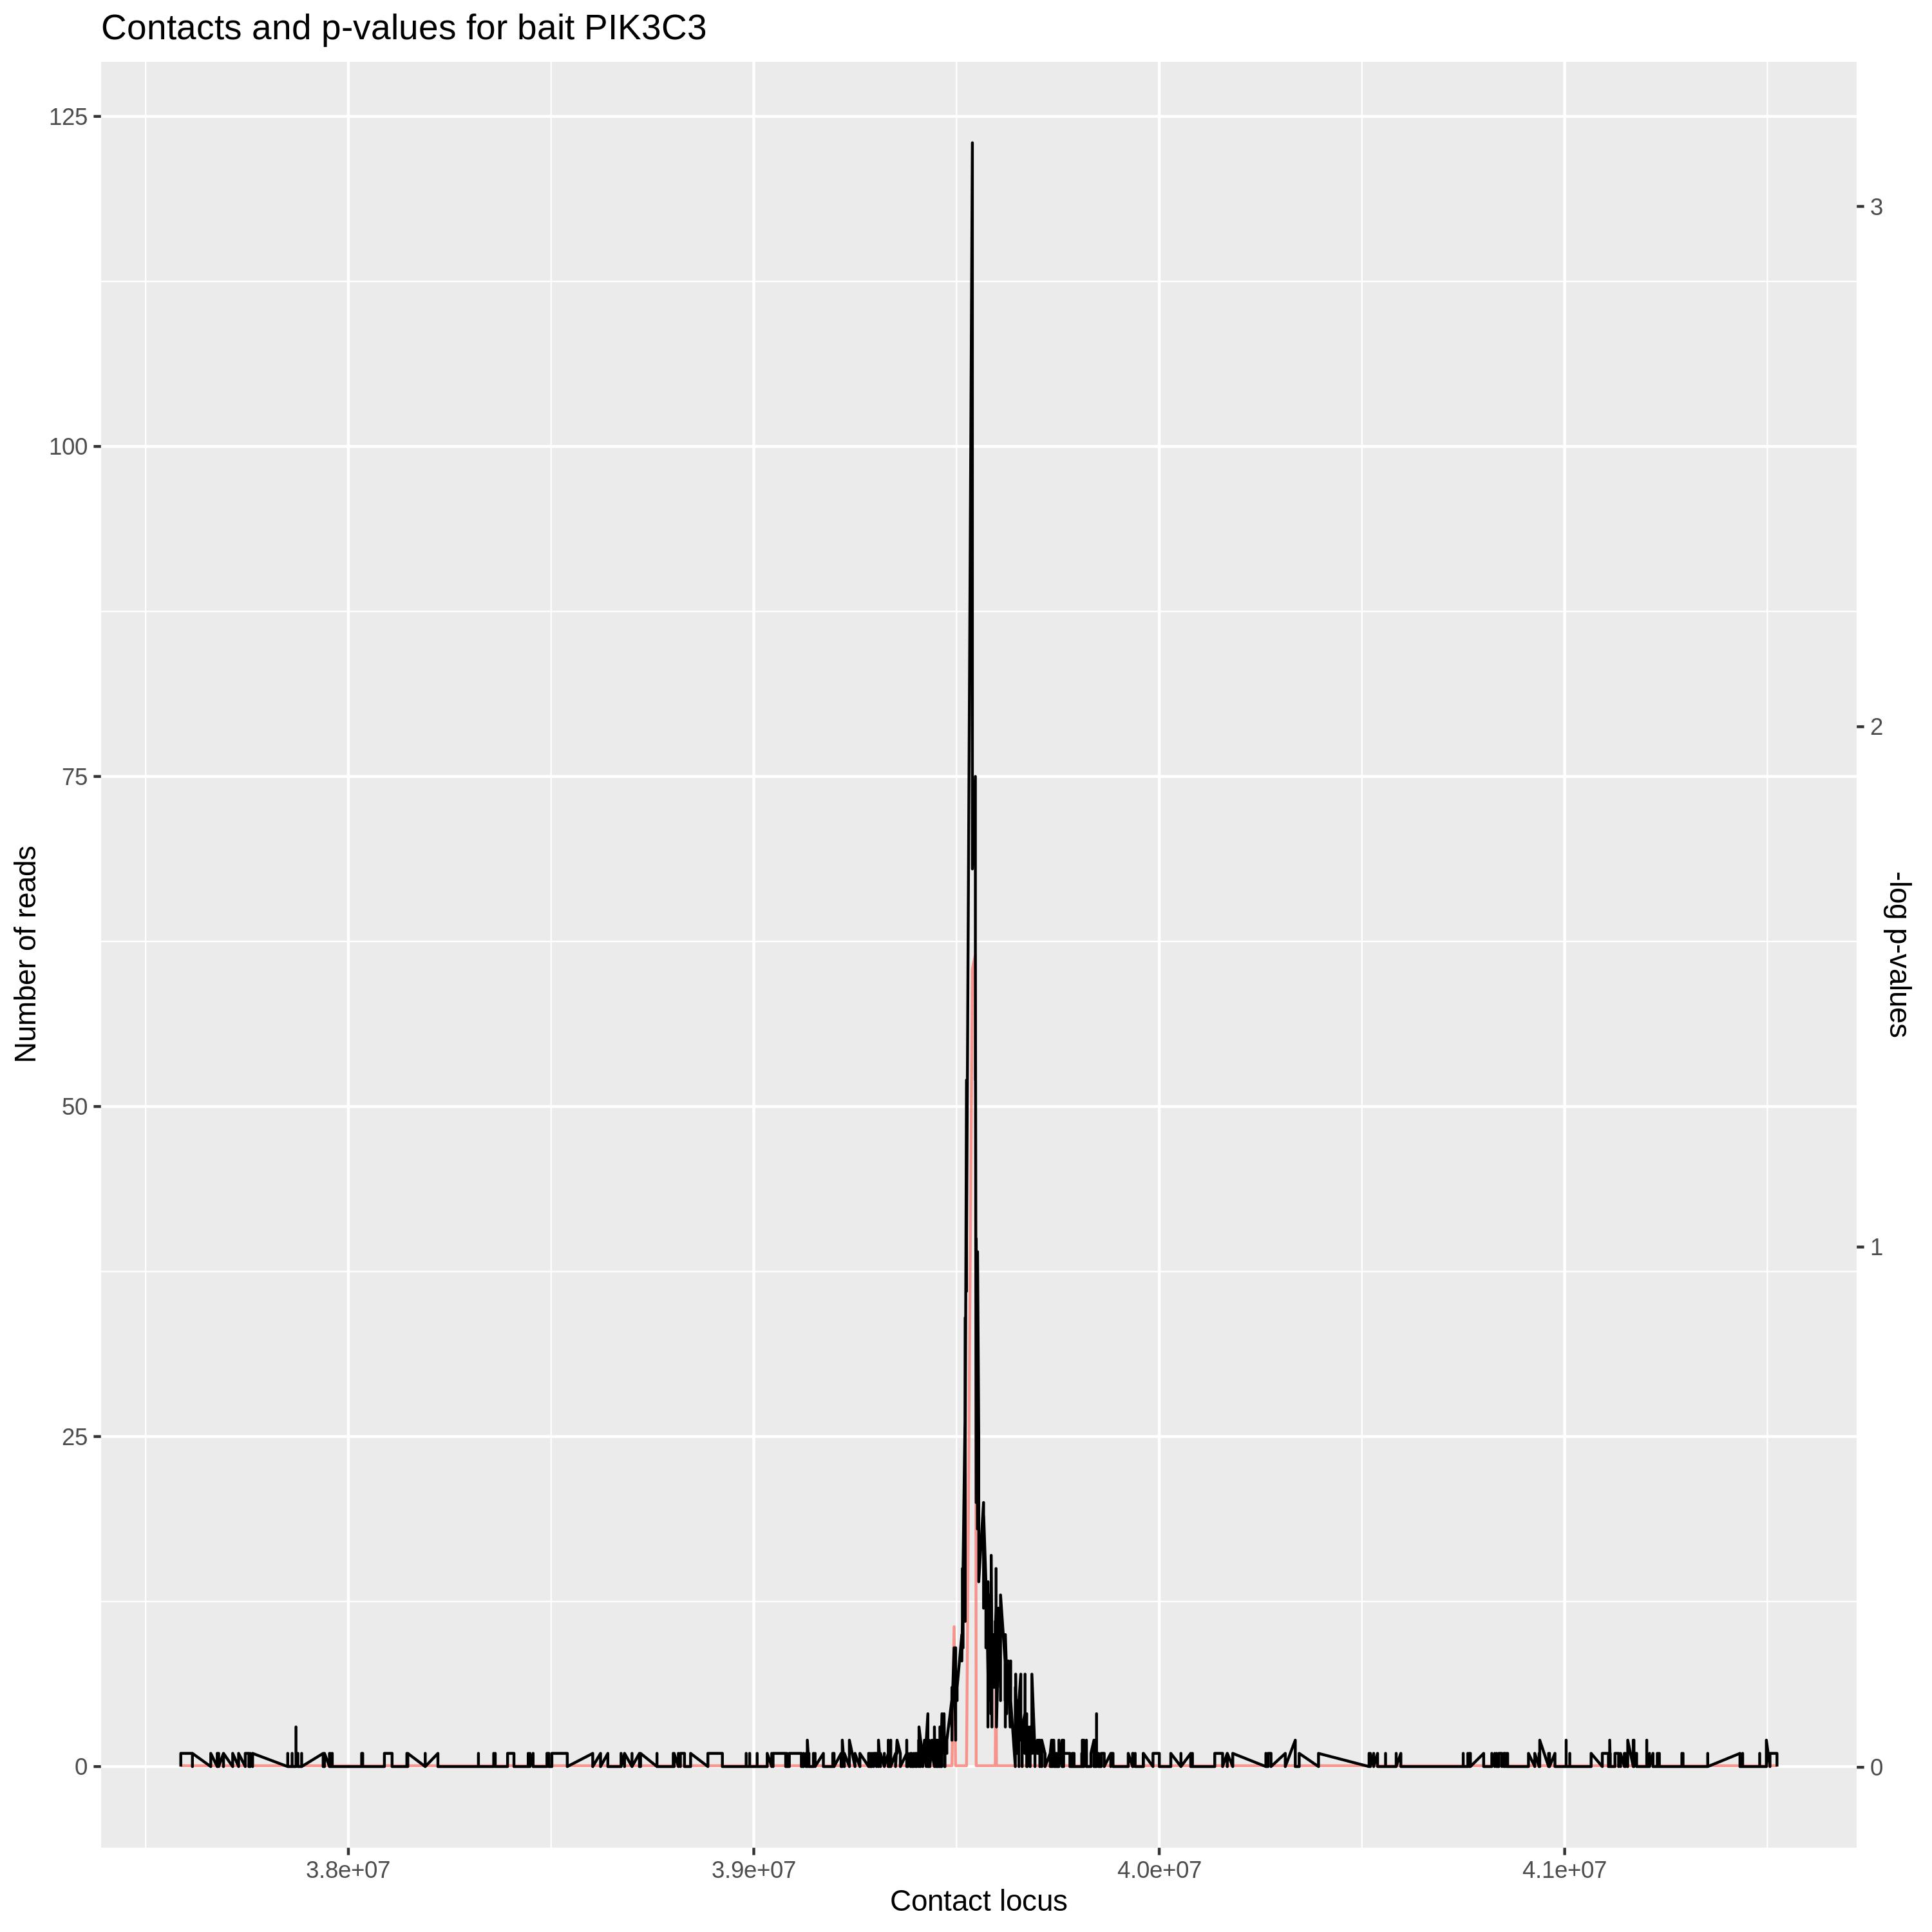 Contacts and p-values for bait PIK3C3
125
100
75
50
25
0
Number of reads
3
2
1
0
-log p-values
3.8e+07
3.9e+07
4.0e+07
4.1e+07
Contact locus